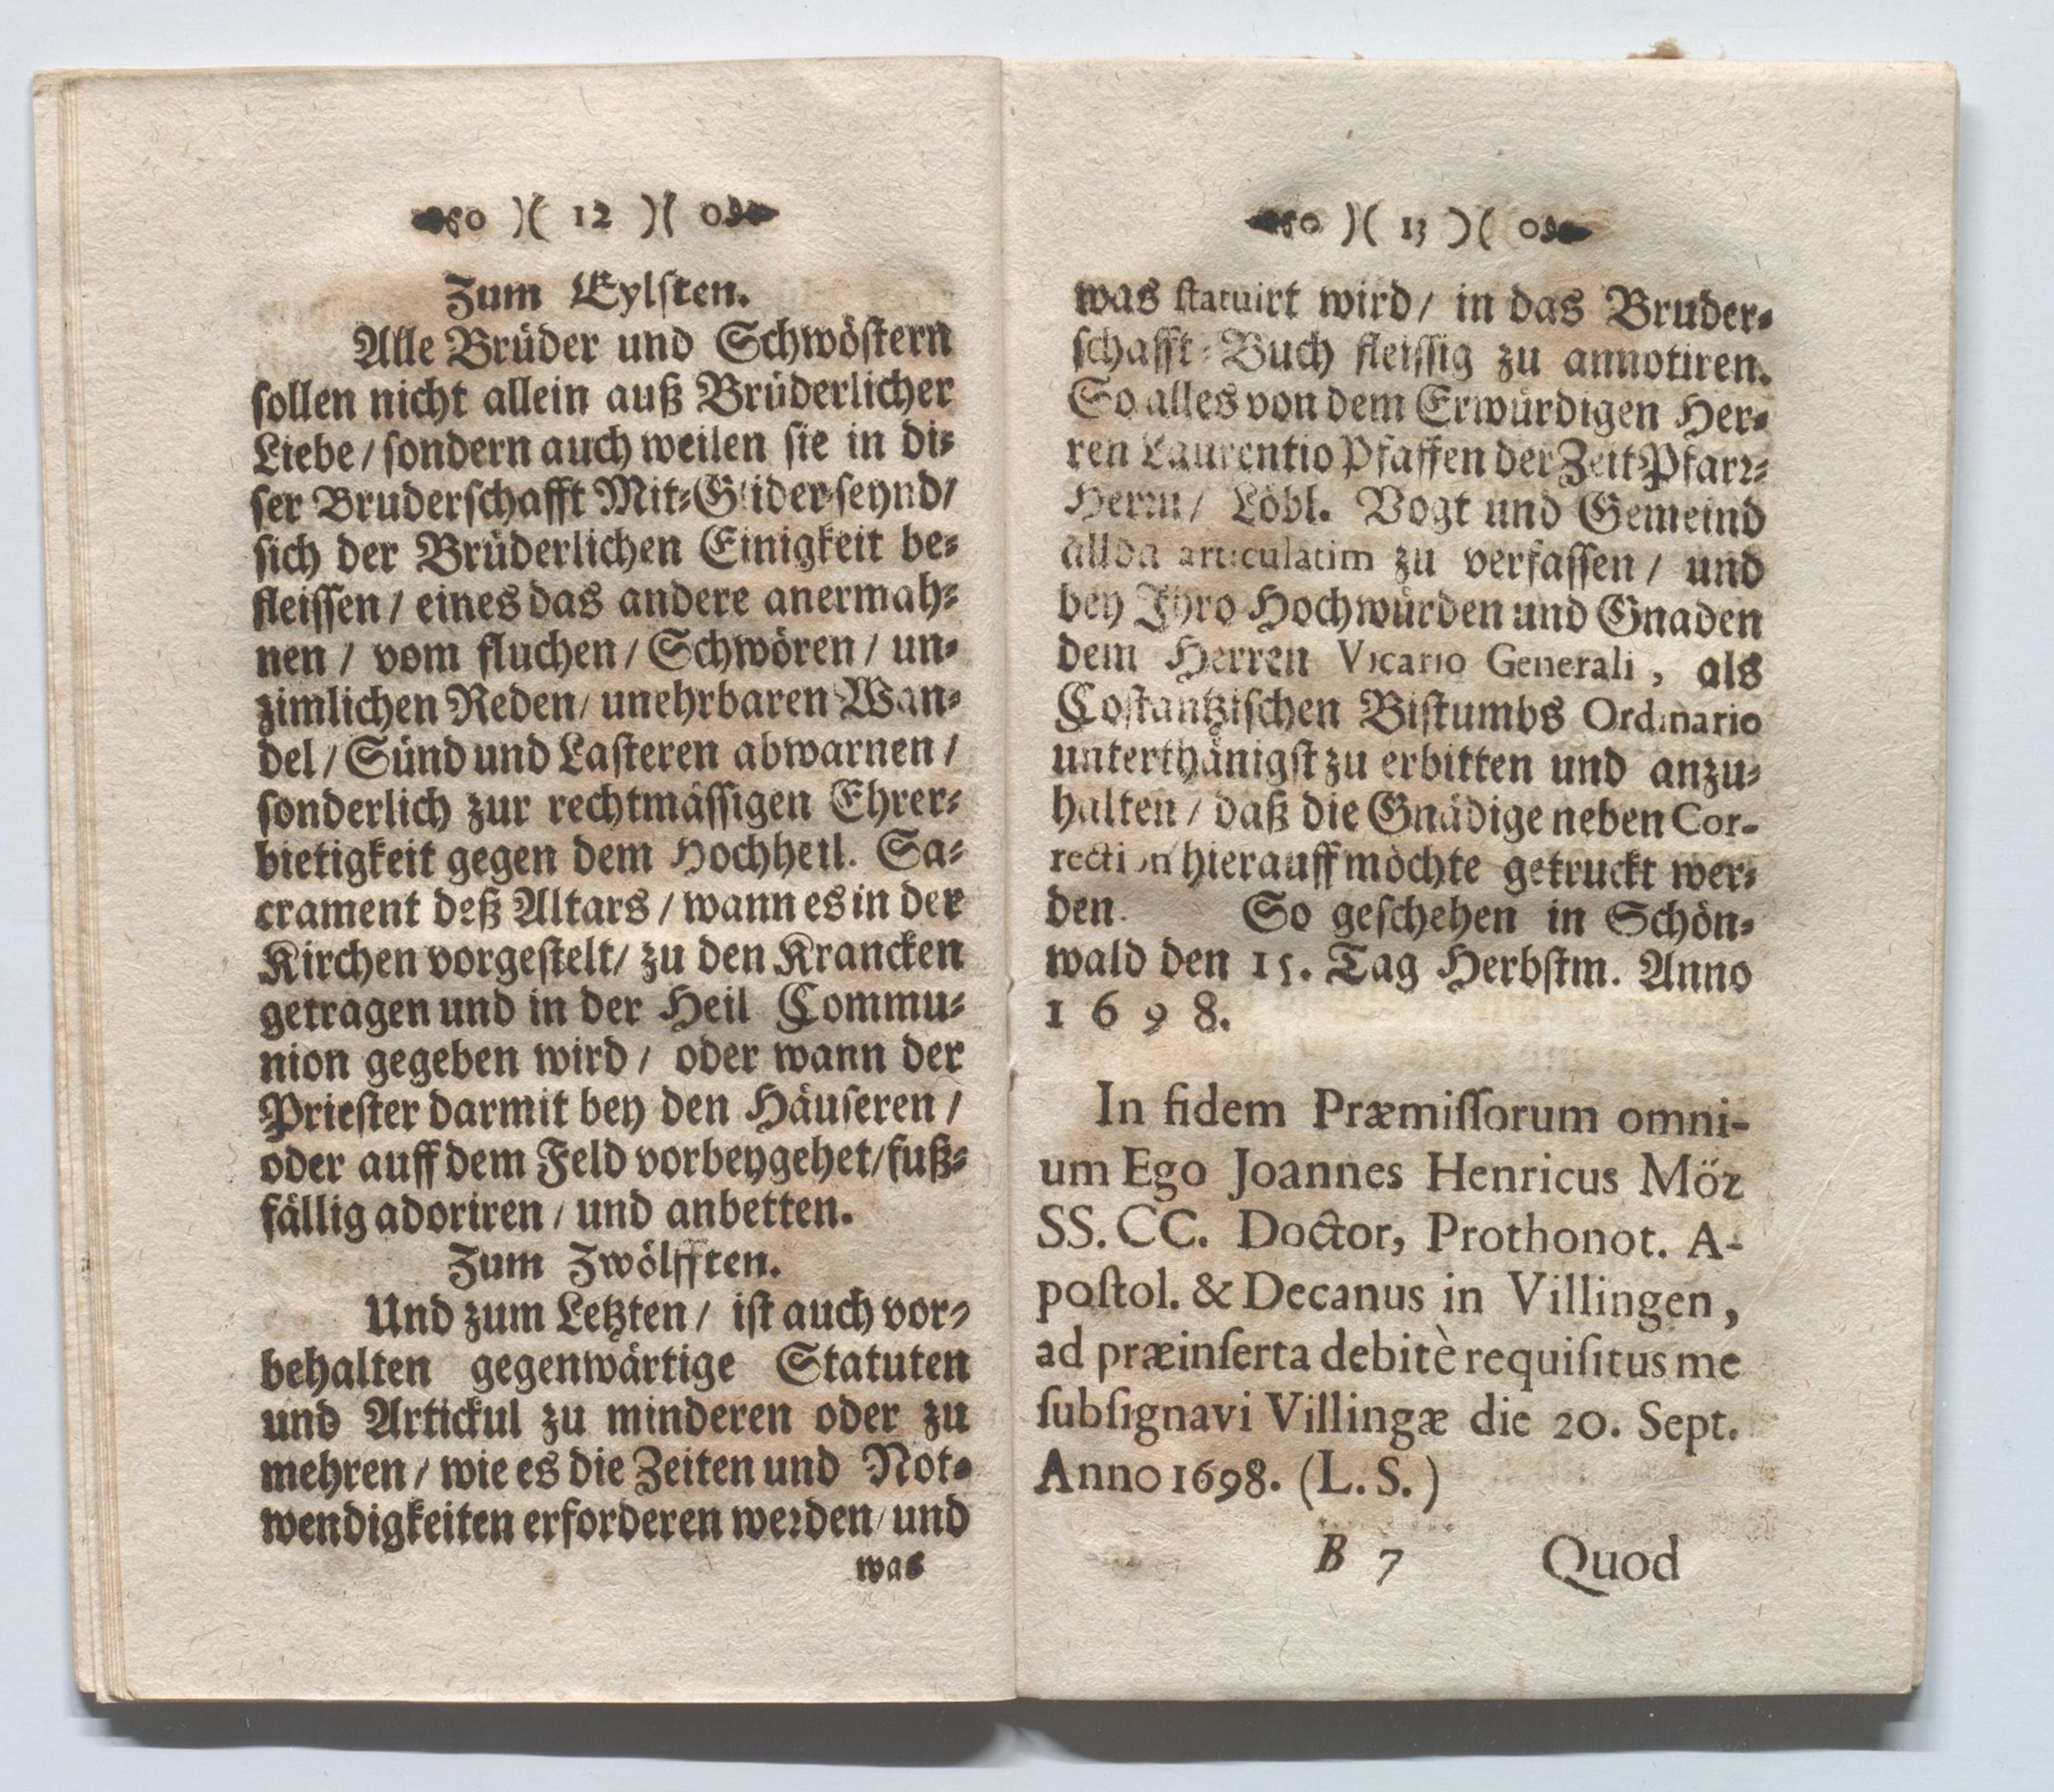 o )( 12 )( o
Zum Eylſten.
Alle Brüder und Schwöſtern
ſollen nicht allein auß Brüderlicher
Liebe / ſondern auch weilen ſie in di⸗
ſer Bruderſchafft Mit⸗Glider ſeynd/
ſich der Brüderlichen Einigkeit be⸗
fleiſſen / eines das andere anermah⸗
nen / vom fluchen / Schwören / un⸗
zimlichen Reden / unehrbaren Wan⸗
del / Sünd und Laſteren abwarnen /
ſonderlich zur rechtmäſſigen Ehrer⸗
bietigkeit gegen dem Hochheil. Sa⸗
crament deß Altars / wann es in der
Kirchen vorgeſtelt/ zu den Krancken
getragen und in der Heil Commu⸗
nion gegeben wird / oder wann der
Prieſter darmit bey den Häuſeren /
oder auff dem Feld vorbeygehet/fuß⸗
fällig adoriren / und anbetten.
Zum Zwölfften.
Und zum Letzten / iſt auch vor⸗
behalten gegenwärtige Statuten
und Artickul zu minderen oder zu
mehren / wie es die Zeiten und Not⸗
wendigkeiten erforderen werden / und
was
o )( 13 )( o
was ſtatuirt wird / in das Bruder⸗
ſchafft⸗Buch fleiſſig zu annotiren.
So alles von dem Erwürdigen Her⸗
ren Laurentio Pfaffen der Zeit Pfarr⸗
Herrn / Löbl. Vogt und Gemeind
allda articulatim zu verfaſſen / und
bey Ihro Hochwürden und Gnaden
dem Herren Vicario Generali, als
Coſtantziſchen Biſtumbs Ordinario
unterthänigſt zu erbitten und anzu⸗
halten / daß die Gnädige neben Cor-
rection hierauff möchte getruckt wer⸗
den. So geſchehen in Schön⸗
wald den 15. Tag Herbſtm. Anno
1 6 9 8.
In fidem Præmiſſorum omni-
um Ego Joannes Henricus Möz
SS. CC. Doctor, Prothonot. A-
poſtol. & Decanus in Villingen,
ad præinſerta debitè requiſitus me
ſubſignavi Villingæ die 20. Sept.
Anno 1698. (L. S.)
B 7 Quod